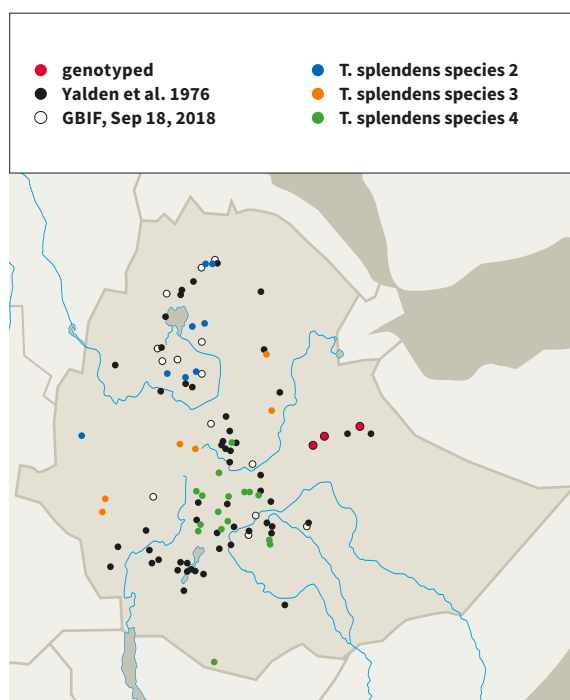 genotyped
Yalden et al. 1976
GBIF, Sep 18, 2018
T. splendens species 2
T. splendens species 3
T. splendens species 4